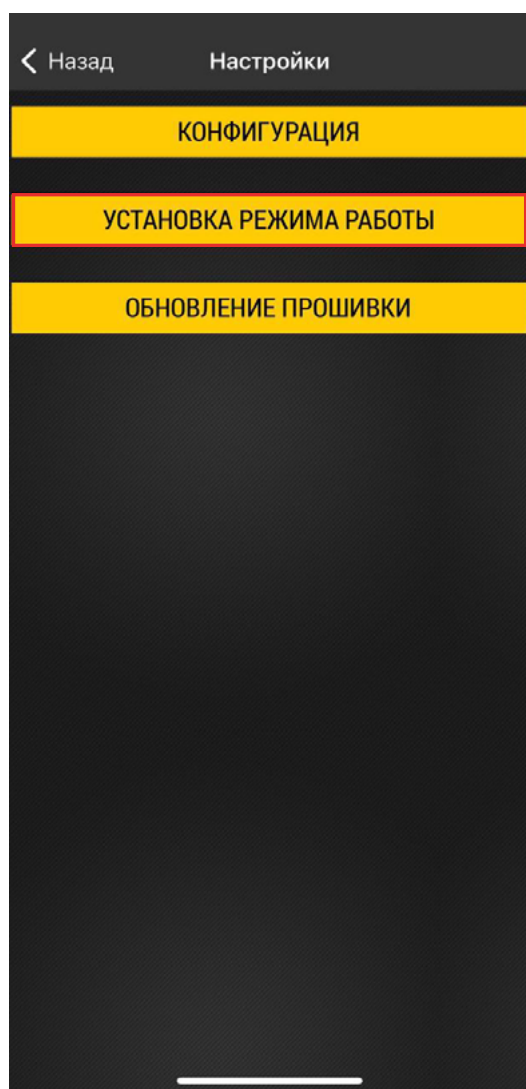 Назад
Настройки
КОНФИГУРАЦИЯ
УСТАНОВКА РЕЖИМА РАБОТЫ
ОБНОВЛЕНИЕ ПРОШИВКИ